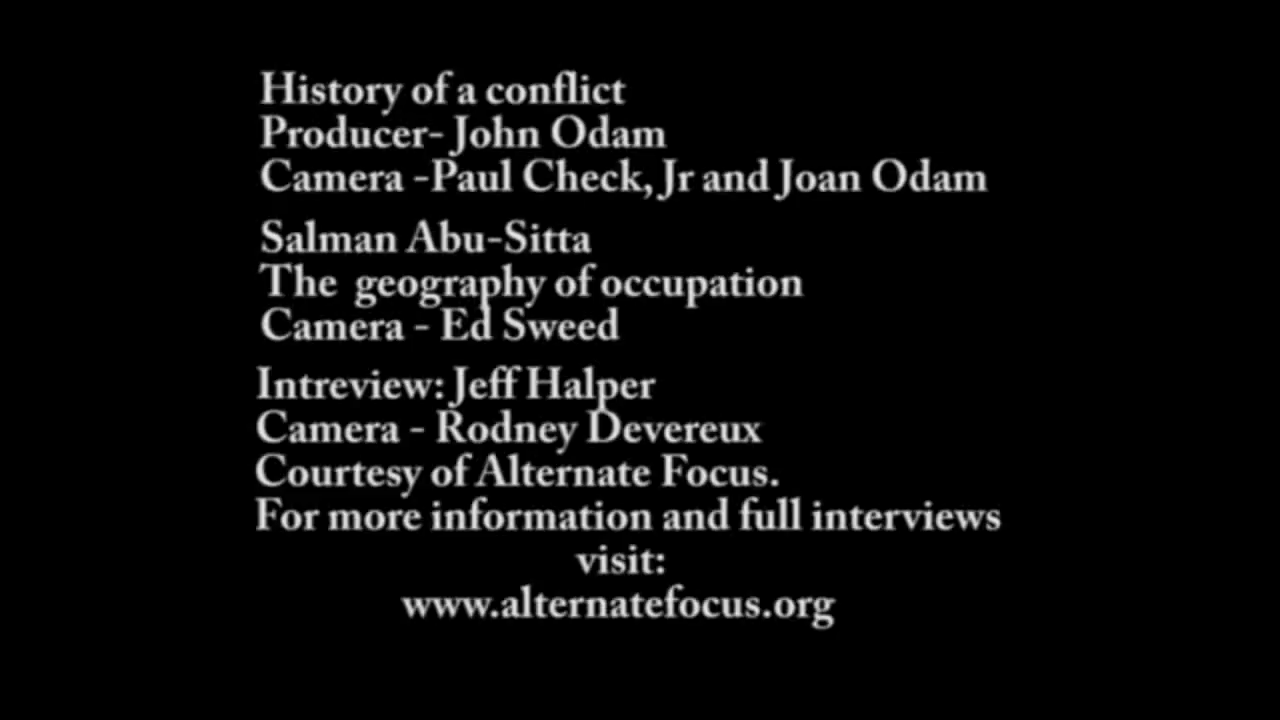 History of a conflict
Producer- John Odam
Camera -Paul Check, Jr and Joan Odam
Salman Abu-Sitta
The geography of occupation
Camera - Ed Sweed
Intreview: Jeff Halper
Camera - Rodney Devereux
Courtesy of Alternate Focus.
For more information and full interviews
visit:
www.alternatefocus.org